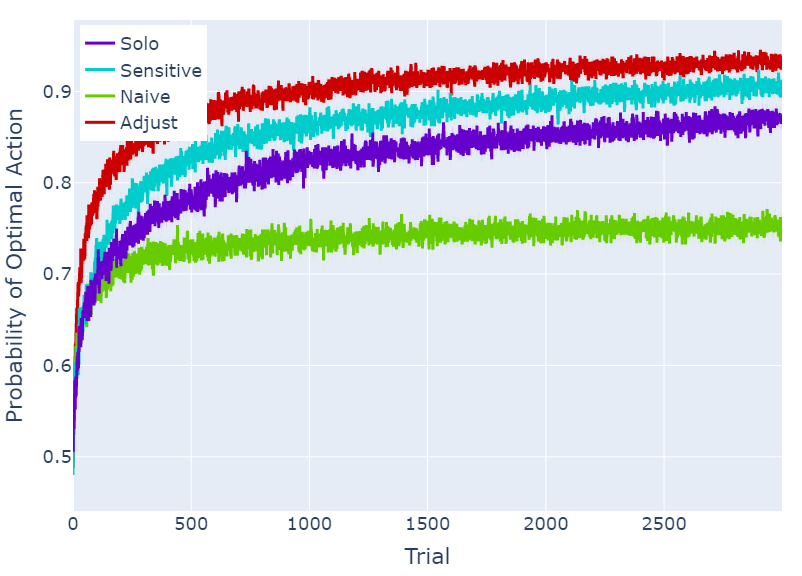 Solo
Sensitive
Naive
Adjust
Probability of Optimal Action
0.9
0.8
0.7
0.6
0.5
0
500
1000
1500
2000
2500
Trial